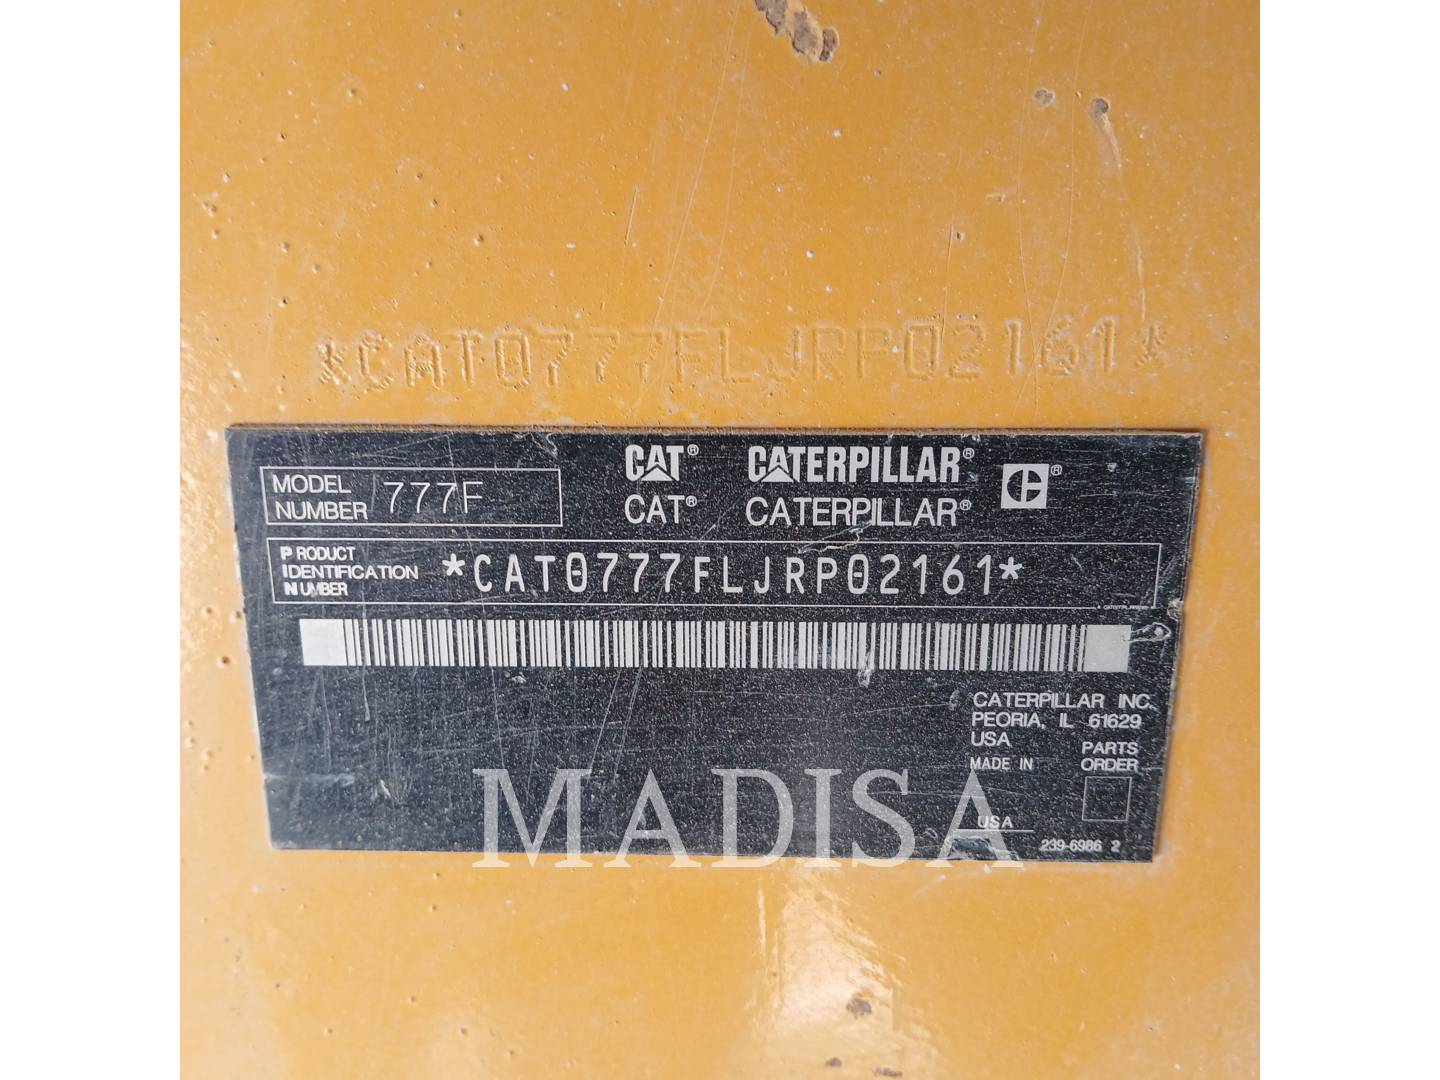 *CAT0777FLJRP02161*
CAT® CATERPILLAR® ®
MODEL NUMBER 777F
CAT® CATERPILLAR®
PRODUCT IDENTIFICATION NUMBER *CAT0777FLJRP02161*
CATERPILLAR INC.
PEORIA, IL 61629
USA
PARTS
MADE IN ORDER
USA
239-6986 2
MADISA